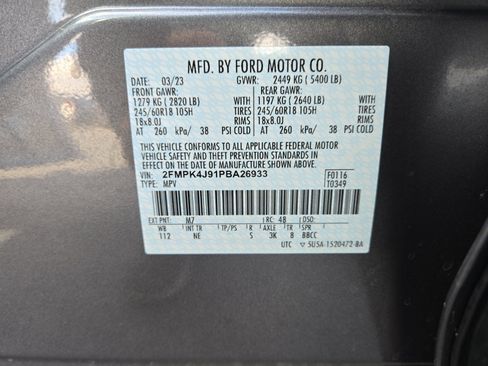 MFD. BY FORD MOTOR CO.
DATE: 03/23 GVWR: 2449 KG ( 5400 LB)
FRONT GAWR: REAR GAWR:
1279 KG ( 2820 LB) WITH 1197 KG ( 2640 LB) WITH
245/60R18 105H TIRES 245/60R18 105H TIRES
18x8.0J RIMS 18x8.0J RIMS
AT 260 kPa/ 38 PSI COLD AT 260 kPa/ 38 PSI COLD
THIS VEHICLE CONFORMS TO ALL APPLICABLE FEDERAL MOTOR
VEHICLE SAFETY AND THEFT PREVENTION STANDARDS IN
EFFECT ON THE DATE OF MANUFACTURE SHOWN ABOVE.
VIN: 2FMPK4J91PBA26933 F0116
TYPE: MPV T0349
EXT PNT: M7 RC: 48 DSO:
WB INT TR TP/PS R AXLE TR SPR
112 NE S 3K 8 BBCC
UTC 5U5A-1520472-BA